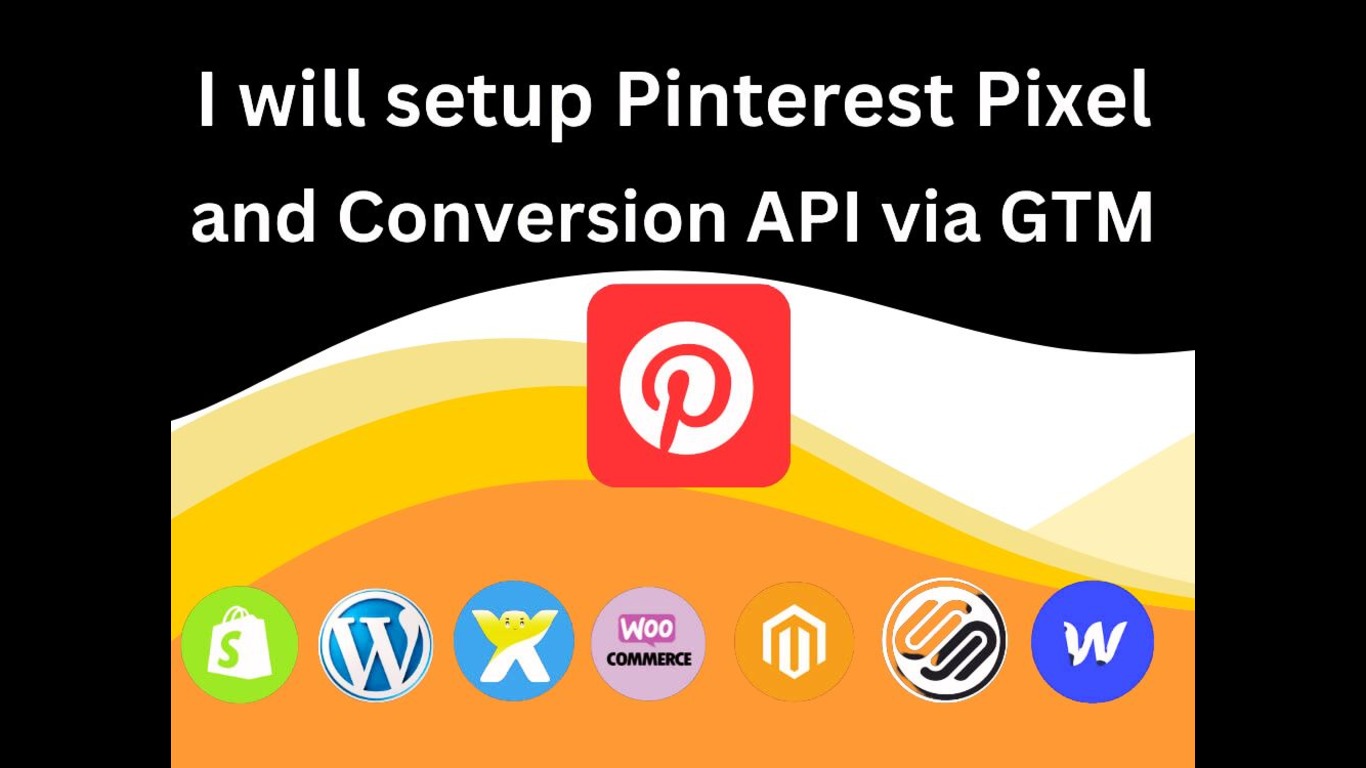 I will setup Pinterest Pixel
and Conversion API via GTM
S
W
WOO
COMMERCE
W